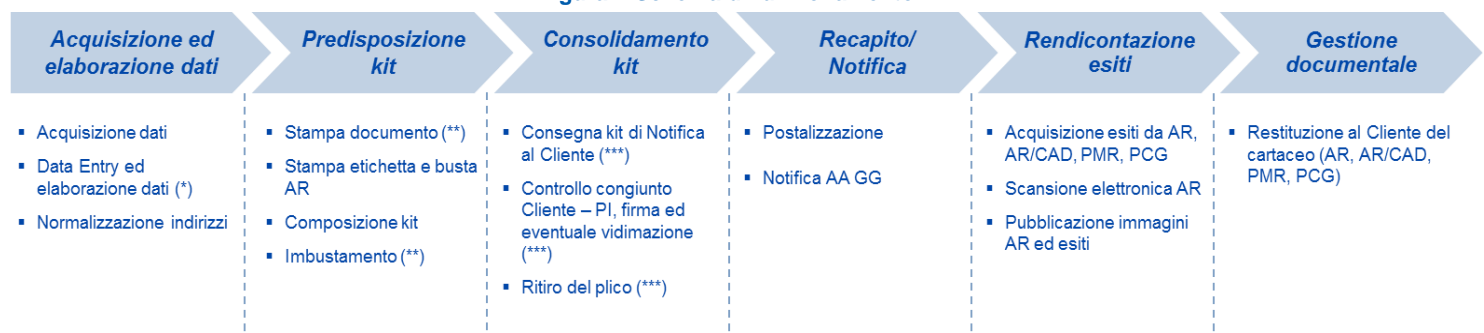 Acquisizione ed
elaborazione dati
Predisposizione
kit
Consolidamento
kit
Recapito/
Notifica
Rendicontazione
esiti
Gestione
documentale
▪ Acquisizione dati
▪ Data Entry ed
elaborazione dati (*)
▪ Normalizzazione indirizzi
▪ Stampa documento (**)
▪ Stampa etichetta e busta
AR
▪ Composizione kit
▪ Imbustamento (**)
▪ Consegna kit di Notifica
al Cliente (***)
▪ Controllo congiunto
Cliente – PI, firma ed
eventuale vidimazione
(***)
▪ Ritiro del plico (***)
▪ Postalizzazione
▪ Notifica AA GG
▪ Acquisizione esiti da AR,
AR/CAD, PMR, PCG
▪ Scansione elettronica AR
▪ Pubblicazione immagini
AR ed esiti
▪ Restituzione al Cliente del
cartaceo (AR, AR/CAD,
PMR, PCG)